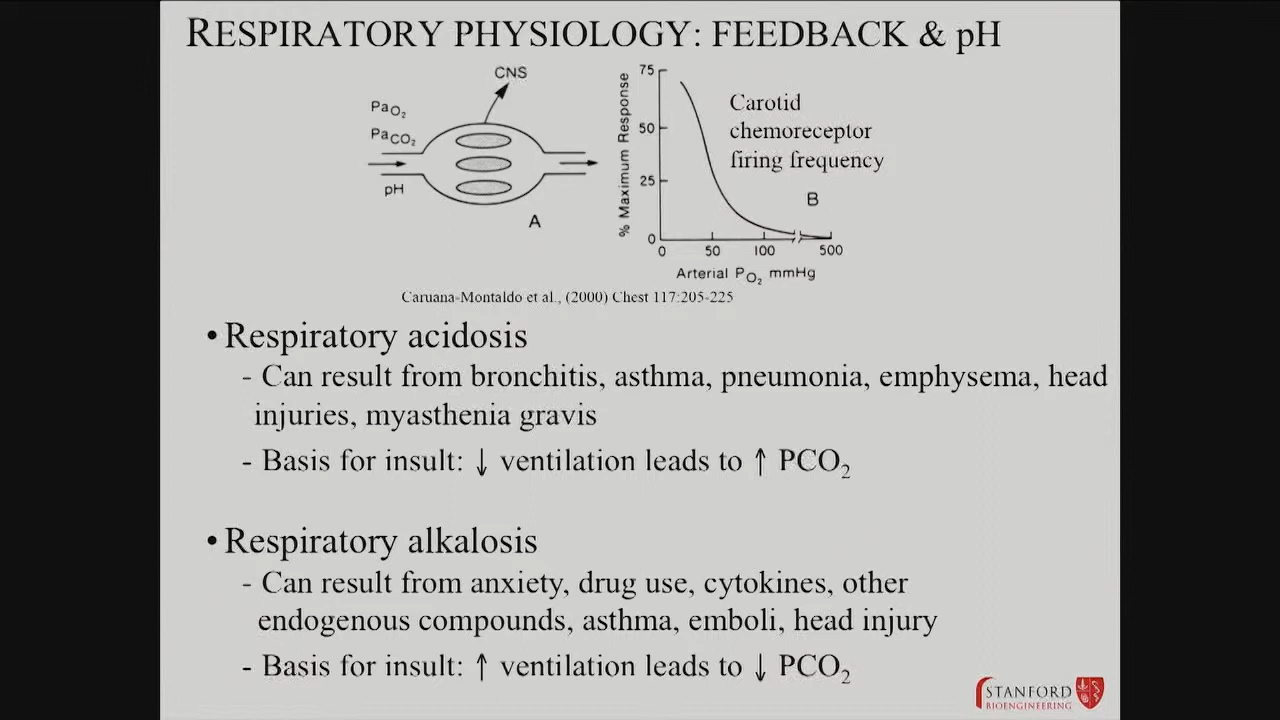 RESPIRATORY PHYSIOLOGY: FEEDBACK & pH
CNS
PaO₂
PaCO₂
pH
A
% Maximum Response
75
50
25
0
Carotid
chemoreceptor
firing frequency
B
0 50 100 500
Arterial PO₂ mmHg
Caruana-Montaldo et al., (2000) Chest 117:205-225
• Respiratory acidosis
- Can result from bronchitis, asthma, pneumonia, emphysema, head
injuries, myasthenia gravis
- Basis for insult: ↓ ventilation leads to ↑ PCO₂
• Respiratory alkalosis
- Can result from anxiety, drug use, cytokines, other
endogenous compounds, asthma, emboli, head injury
- Basis for insult: ↑ ventilation leads to ↓ PCO₂
STANFORD
BIOENGINEERING